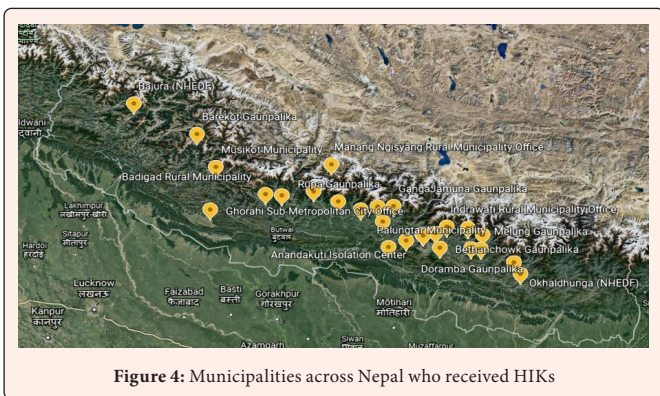 Bajura (NHEDF)
Barekot Gaunpalika
Musikot Municipality
Manang Ngisyang Rural Municipality Office
Badigad Rural Municipality
Rupa Gaunpalika
Ganga Jamuna Gaunpalika
Ghorahi Sub-Metropolitan City Office
Indrawati Rural Municipality Office
Palungtar Municipality
Melung Gaunpalika
Anandakuti Isolation Center
Bethanchowk Gaunpalika
Doramba Gaunpalika
Okhaldhunga (NHEDF)
ldwani
द्वानी
Lakhimpur
लखीमपुर खीरी
Butwal
बुटवल
Sitapur
सीतापुर
Hardoi
हरदोई
Lucknow
लखनऊ
Faizabad
फैजाबाद
Basti
बस्ती
Gorakhpur
गोरखपुर
Motihari
मोतिहारी
Kanpur
कानपुर
Siwan
Azamgarh
Muzaffarpur
Figure 4: Municipalities across Nepal who received HIKs